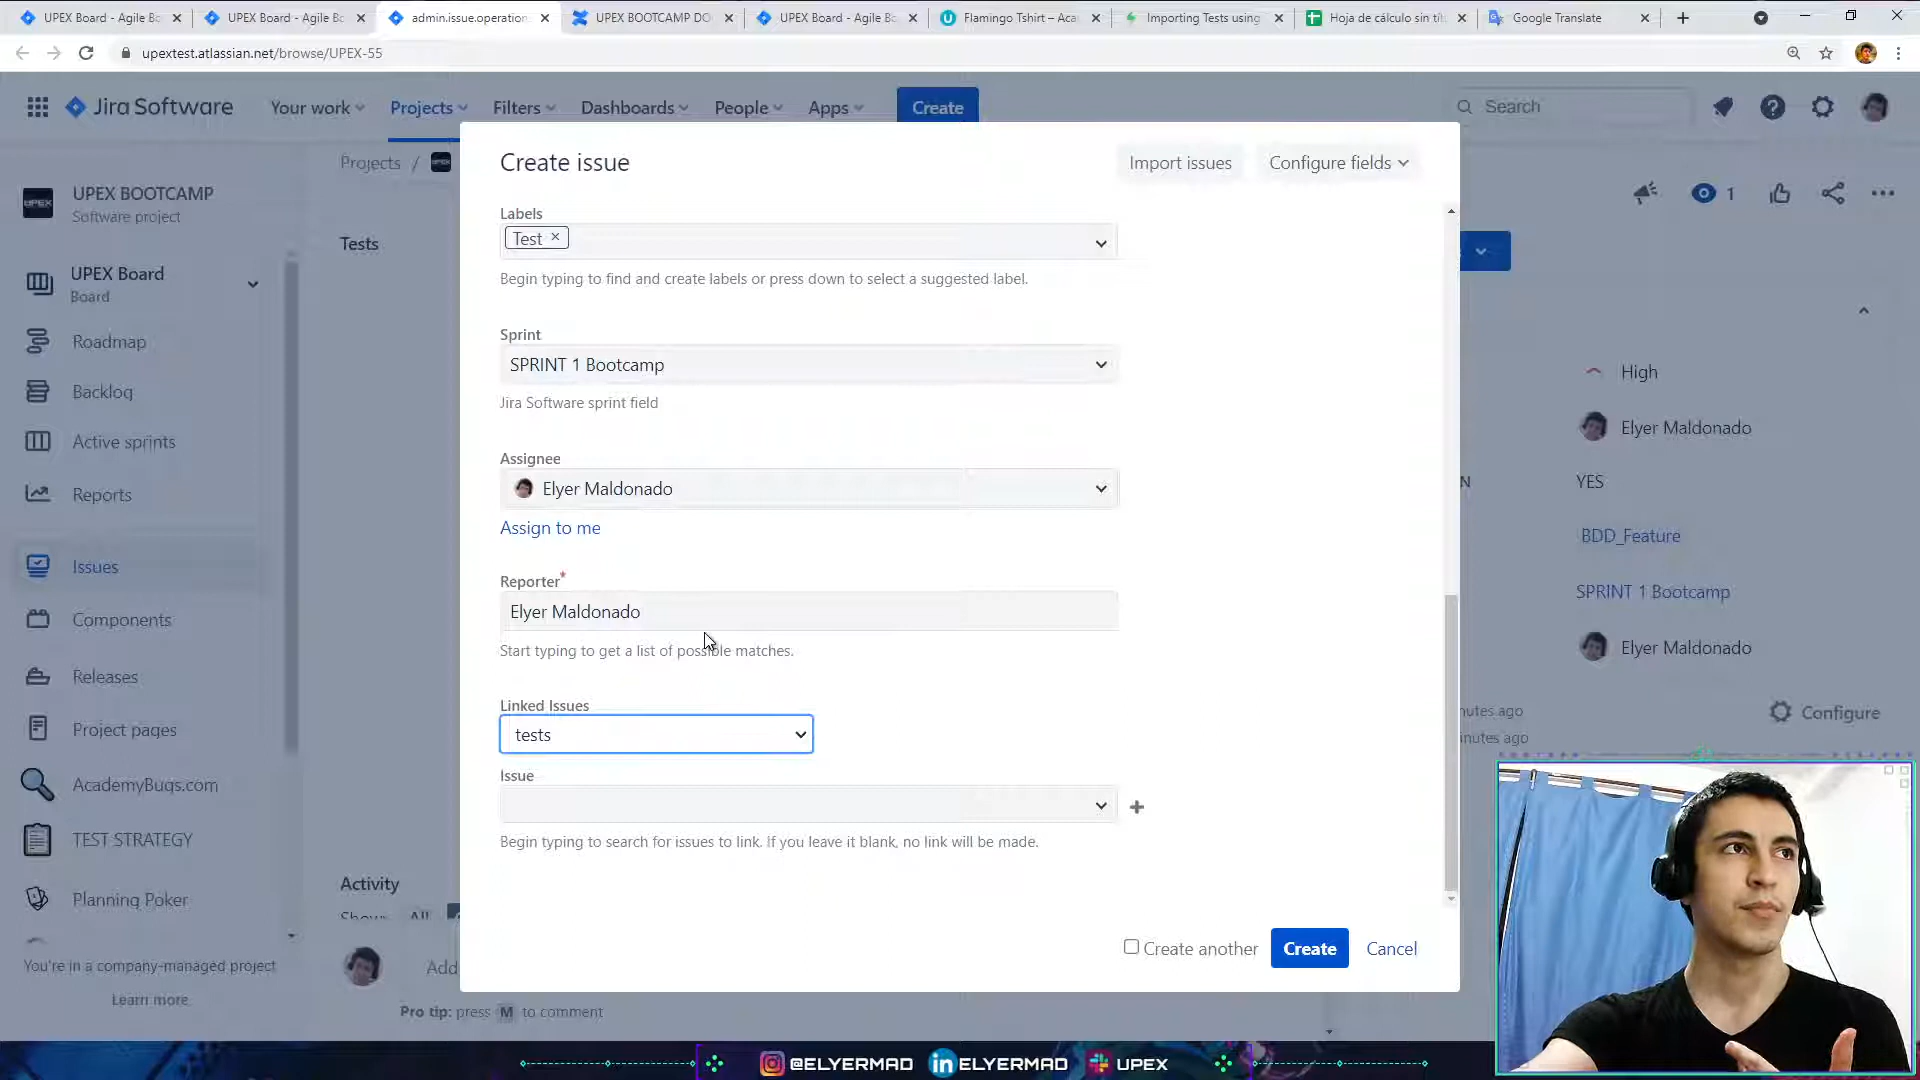 UPEX Board - Agile Bo
UPEX Board - Agile Bo
admin.issue.operation
UPEX BOOTCAMP DO
UPEX Board - Agile Bo
Flamingo Tshirt – Aca
Importing Tests using
Hoja de cálculo sin tít
Google Translate
upextest.atlassian.net/browse/UPEX-55
Jira Software
Your work
Projects
Filters
Dashboards
People
Apps
Create
Search
UPEX BOOTCAMP
Software project
UPEX Board
Board
Roadmap
Backlog
Active sprints
Reports
Issues
Components
Releases
Project pages
AcademyBugs.com
TEST STRATEGY
Planning Poker
You're in a company-managed project
Learn more
Projects /
Tests
Activity
Show: All
Add
Pro tip: press M to comment
Create issue
Import issues
Configure fields
Labels
Test ×
Begin typing to find and create labels or press down to select a suggested label.
Sprint
SPRINT 1 Bootcamp
Jira Software sprint field
Assignee
Elyer Maldonado
Assign to me
Reporter*
Elyer Maldonado
Start typing to get a list of possible matches.
Linked Issues
tests
Issue
Begin typing to search for issues to link. If you leave it blank, no link will be made.
Create another
Create
Cancel
1
High
Elyer Maldonado
N
YES
BDD_Feature
SPRINT 1 Bootcamp
Elyer Maldonado
nutes ago
inutes ago
Configure
@ELYERMAD
ELYERMAD
UPEX